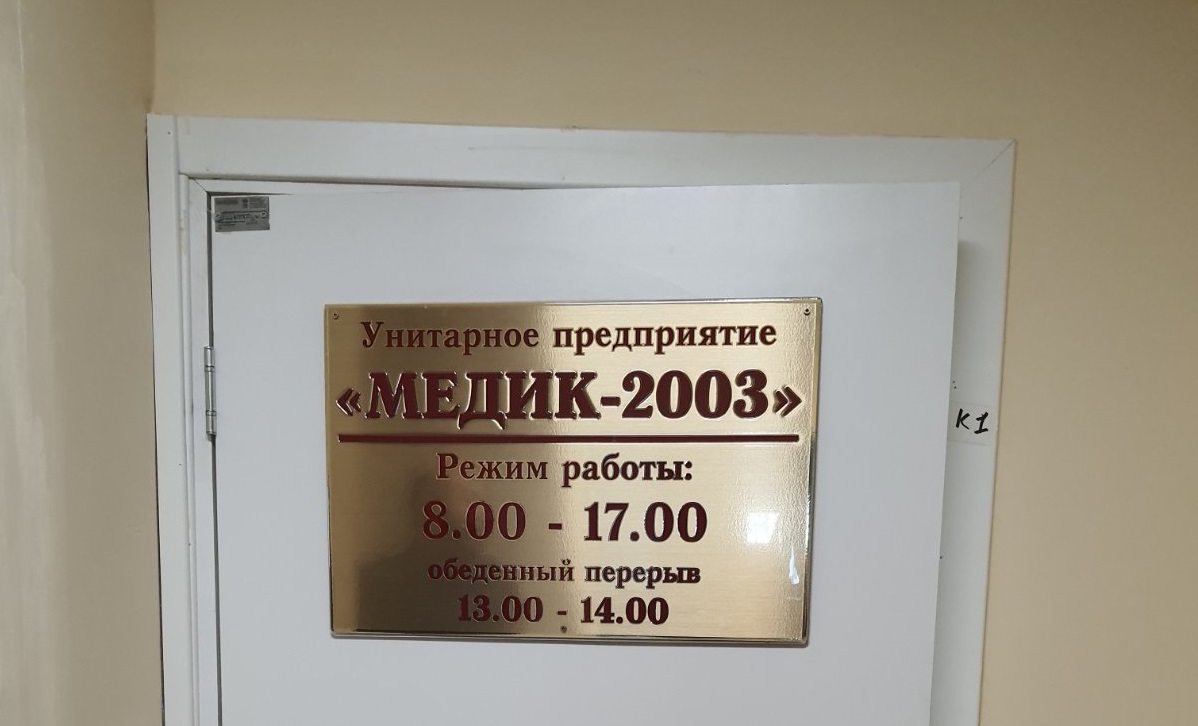 Унитарное предприятие
«МЕДИК-2003»
Режим работы:
8.00 - 17.00
обеденный перерыв
13.00 - 14.00
К1